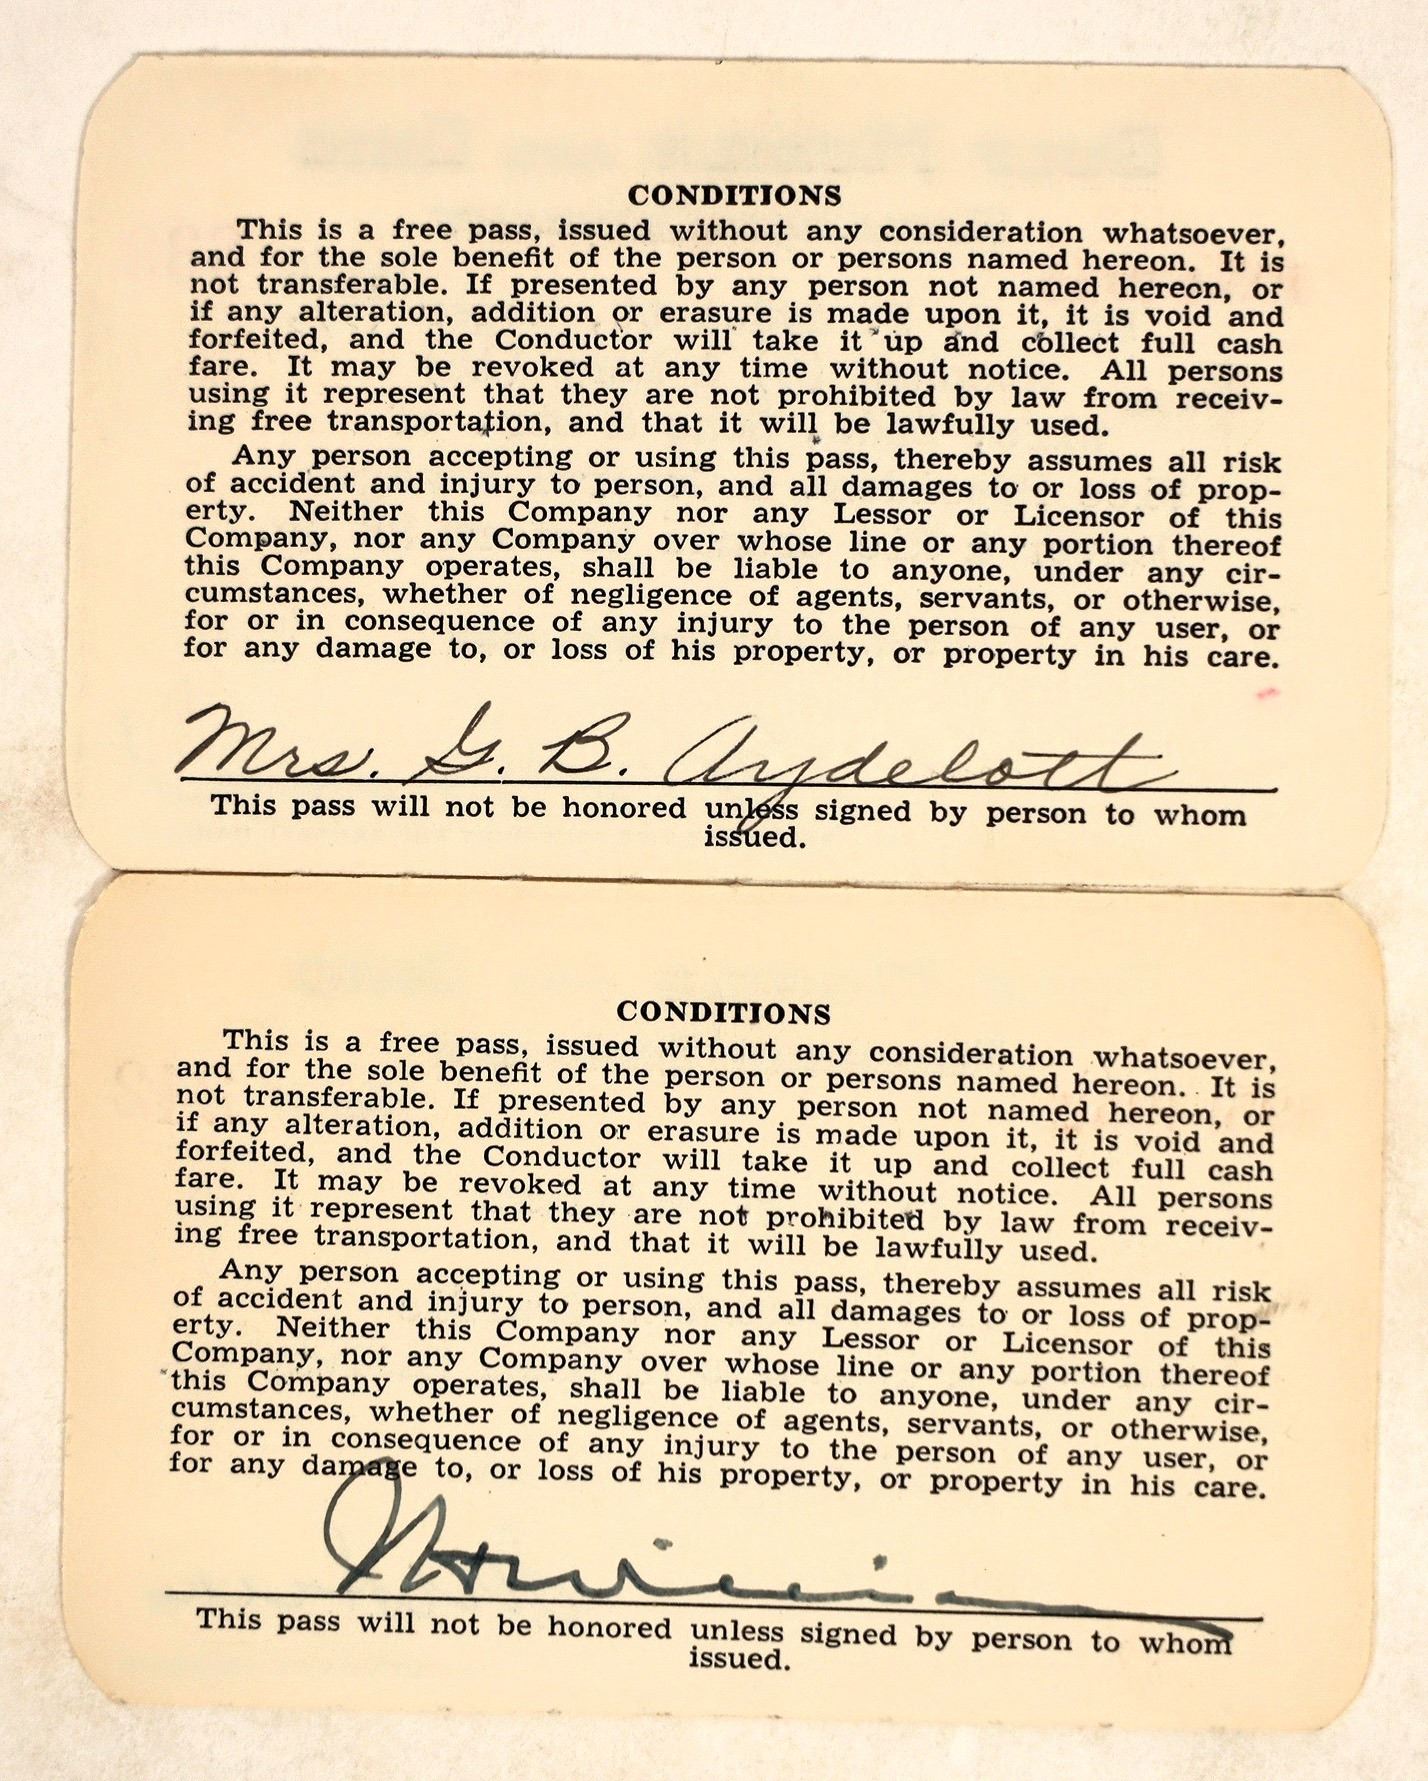 CONDITIONS
This is a free pass, issued without any consideration whatsoever,
and for the sole benefit of the person or persons named hereon. It is
not transferable. If presented by any person not named hereon, or
if any alteration, addition or erasure is made upon it, it is void and
forfeited, and the Conductor will take it up and collect full cash
fare. It may be revoked at any time without notice. All persons
using it represent that they are not prohibited by law from receiv-
ing free transportation, and that it will be lawfully used.
Any person accepting or using this pass, thereby assumes all risk
of accident and injury to person, and all damages to or loss of prop-
erty. Neither this Company nor any Lessor or Licensor of this
Company, nor any Company over whose line or any portion thereof
this Company operates, shall be liable to anyone, under any cir-
cumstances, whether of negligence of agents, servants, or otherwise,
for or in consequence of any injury to the person of any user, or
for any damage to, or loss of his property, or property in his care.
Mrs. G. B. Aydelott
This pass will not be honored unless signed by person to whom
issued.
CONDITIONS
This is a free pass, issued without any consideration whatsoever,
and for the sole benefit of the person or persons named hereon. It is
not transferable. If presented by any person not named hereon, or
if any alteration, addition or erasure is made upon it, it is void and
forfeited, and the Conductor will take it up and collect full cash
fare. It may be revoked at any time without notice. All persons
using it represent that they are not prohibited by law from receiv-
ing free transportation, and that it will be lawfully used.
Any person accepting or using this pass, thereby assumes all risk
of accident and injury to person, and all damages to or loss of prop-
erty. Neither this Company nor any Lessor or Licensor of this
Company, nor any Company over whose line or any portion thereof
this Company operates, shall be liable to anyone, under any cir-
cumstances, whether of negligence of agents, servants, or otherwise,
for or in consequence of any injury to the person of any user, or
for any damage to, or loss of his property, or property in his care.
This pass will not be honored unless signed by person to whom
issued.